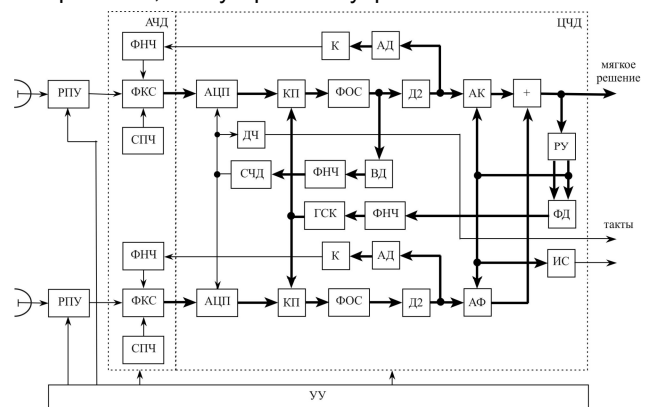 АЧД
ЦЧД
ФНЧ
К
АД
мягкое
решение
РПУ
ФКС
АЦП
КП
ФОС
Д2
АК
+
СПЧ
ДЧ
РУ
СЧД
ФНЧ
ВД
ГСК
ФНЧ
ФД
такты
ФНЧ
К
АД
ИС
РПУ
ФКС
АЦП
КП
ФОС
Д2
АФ
СПЧ
УУ